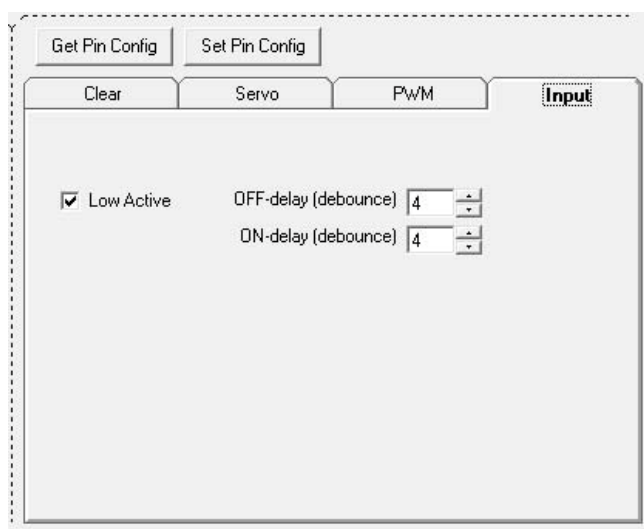 Get Pin Config Set Pin Config
Clear Servo PWM Input
Low Active OFF-delay (debounce) 4
ON-delay (debounce) 4